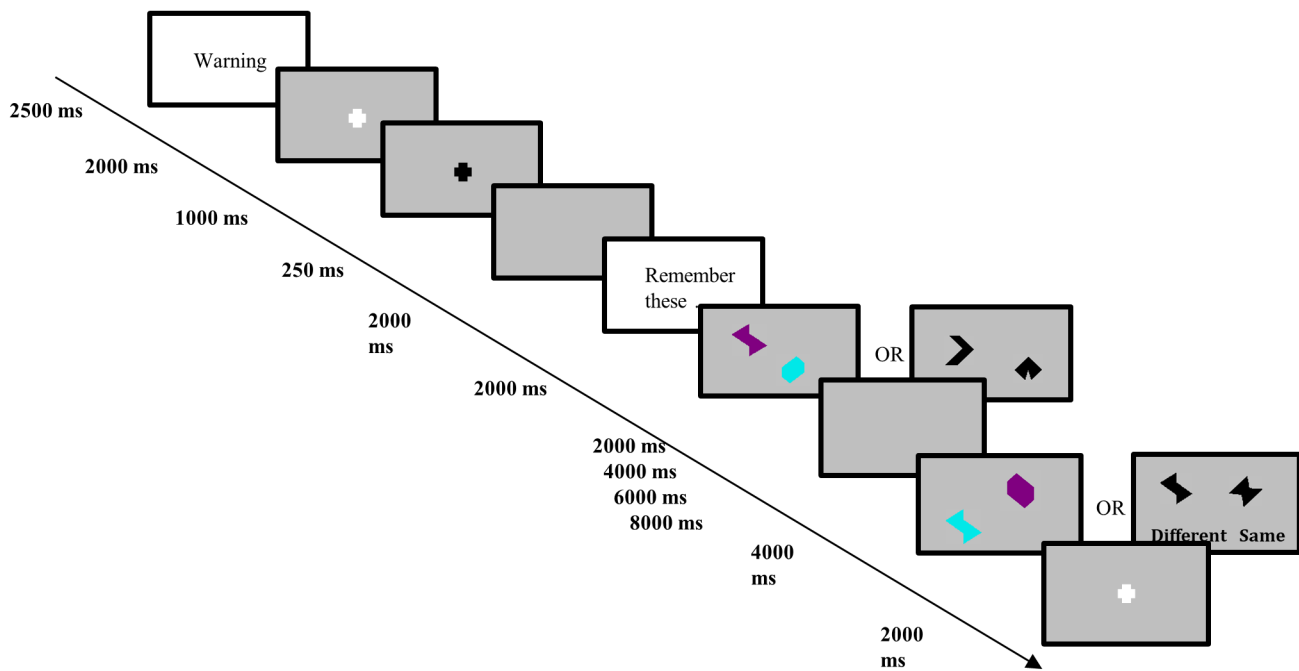 Warning
2500 ms
2000 ms
1000 ms
250 ms
Remember
these .
2000
ms
OR
2000 ms
2000 ms
4000 ms
6000 ms
8000 ms
OR
Different Same
4000
ms
2000
ms